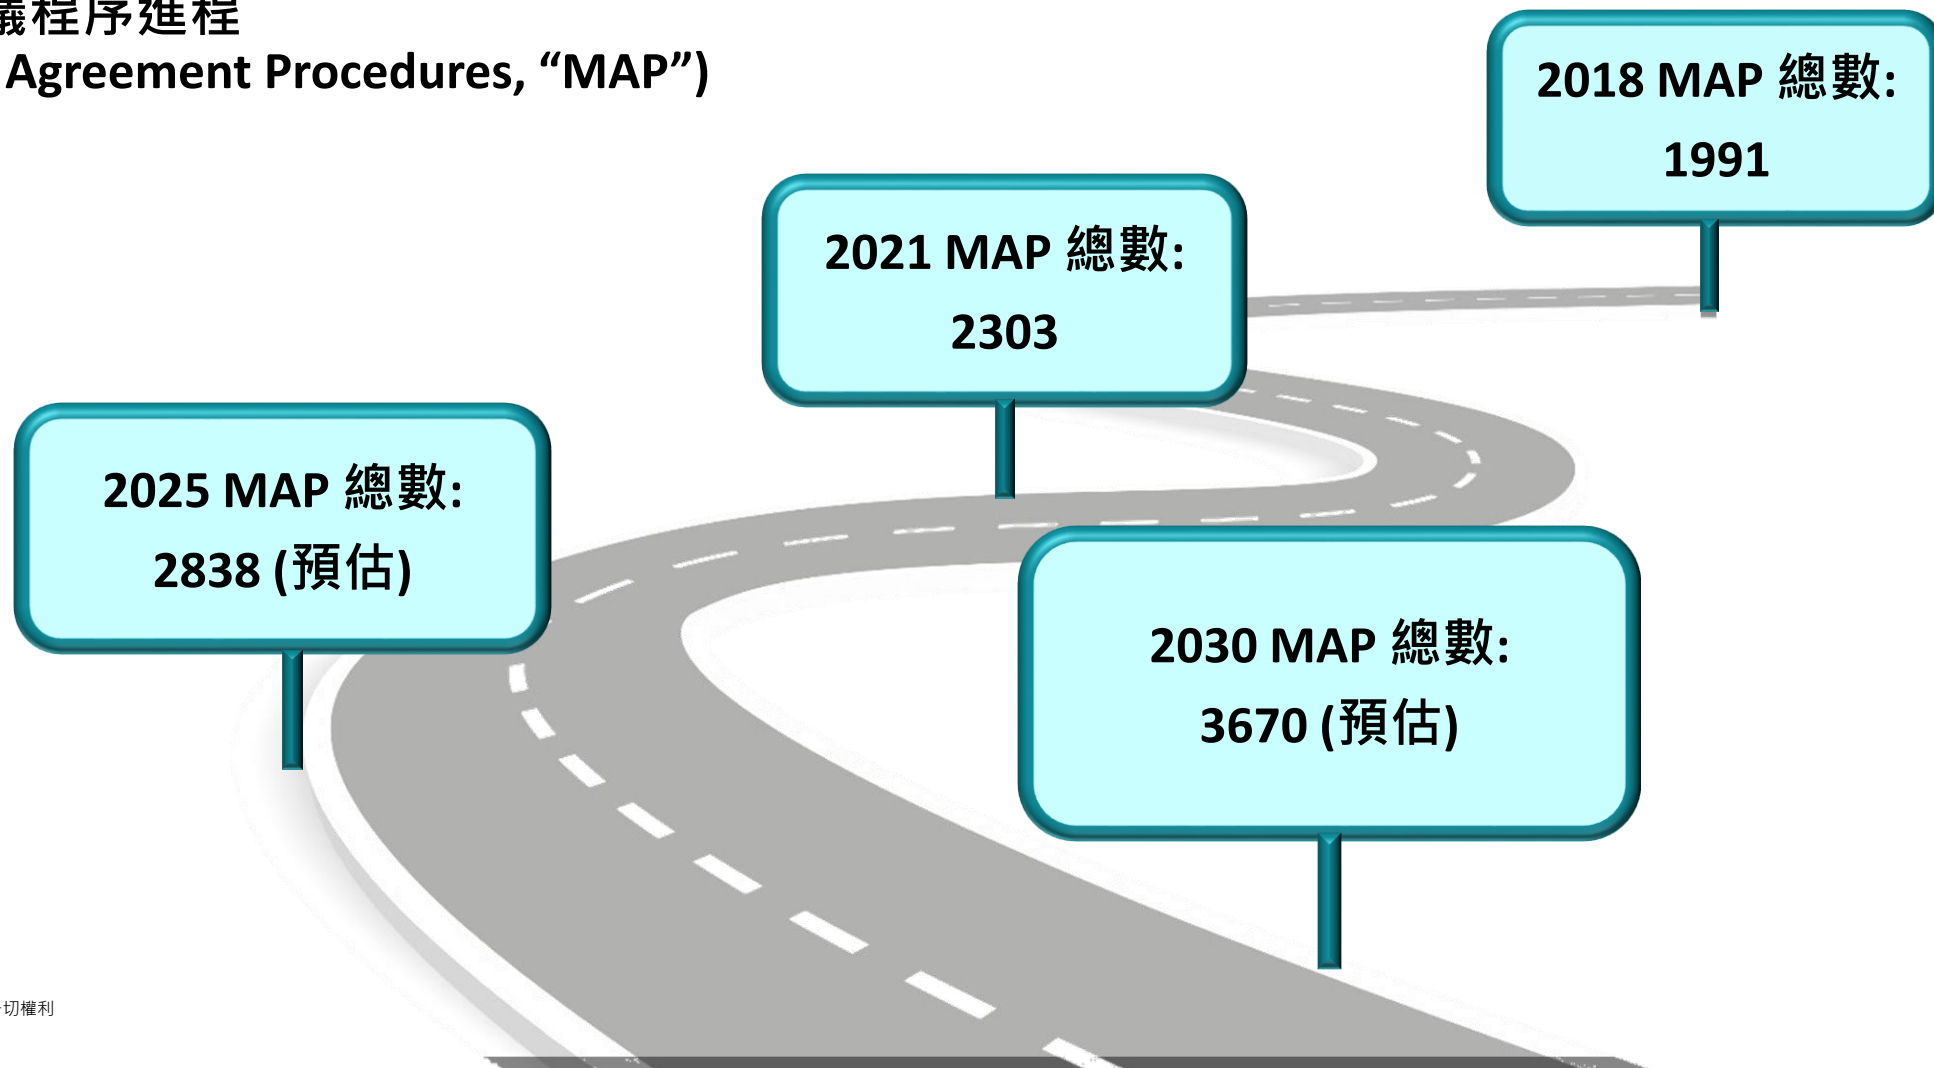 議程序進程
Agreement Procedures, “MAP”)
2018 MAP 總數:
1991
2021 MAP 總數:
2303
2025 MAP 總數:
2838 (預估)
2030 MAP 總數:
3670 (預估)
切權利